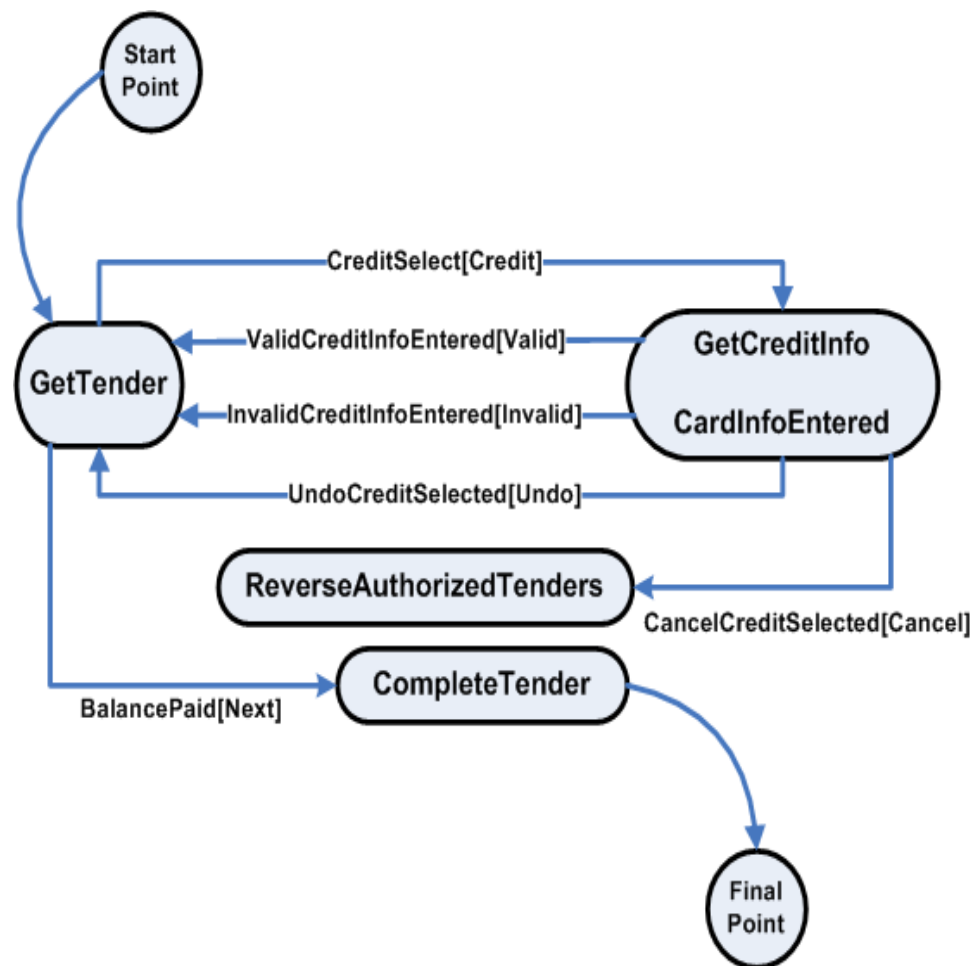 Start
Point
CreditSelect[Credit]
ValidCreditInfoEntered[Valid]
GetCreditInfo
GetTender
InvalidCreditInfoEntered[Invalid]
CardInfoEntered
UndoCreditSelected[Undo]
ReverseAuthorizedTenders
CancelCreditSelected[Cancel]
CompleteTender
BalancePaid[Next]
Final
Point